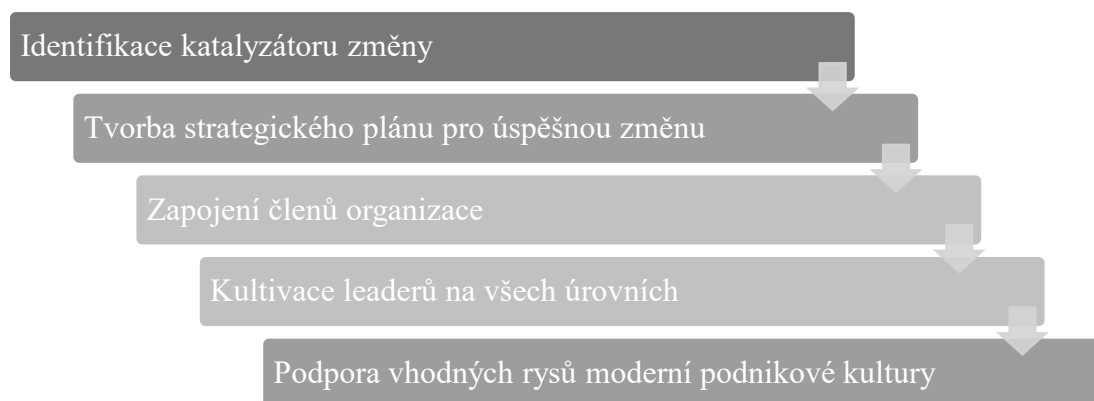 Identifikace katalyzátoru změny
Tvorba strategického plánu pro úspěšnou změnu
Zapojení členů organizace
Kultivace leaderů na všech úrovních
Podpora vhodných rysů moderní podnikové kultury